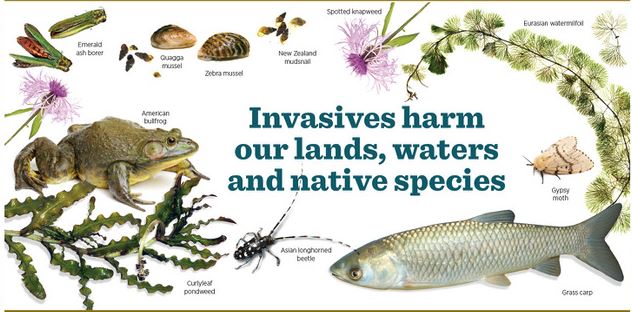 Spotted knapweed
Eurasian watermilfoil
Emerald
ash borer
Quagga
mussel
Zebra mussel
New Zealand
mudsnail
American
bullfrog
Invasives harm
our lands, waters
and native species
Gypsy
moth
Asian longhorned
beetle
Curlyleaf
pondweed
Grass carp